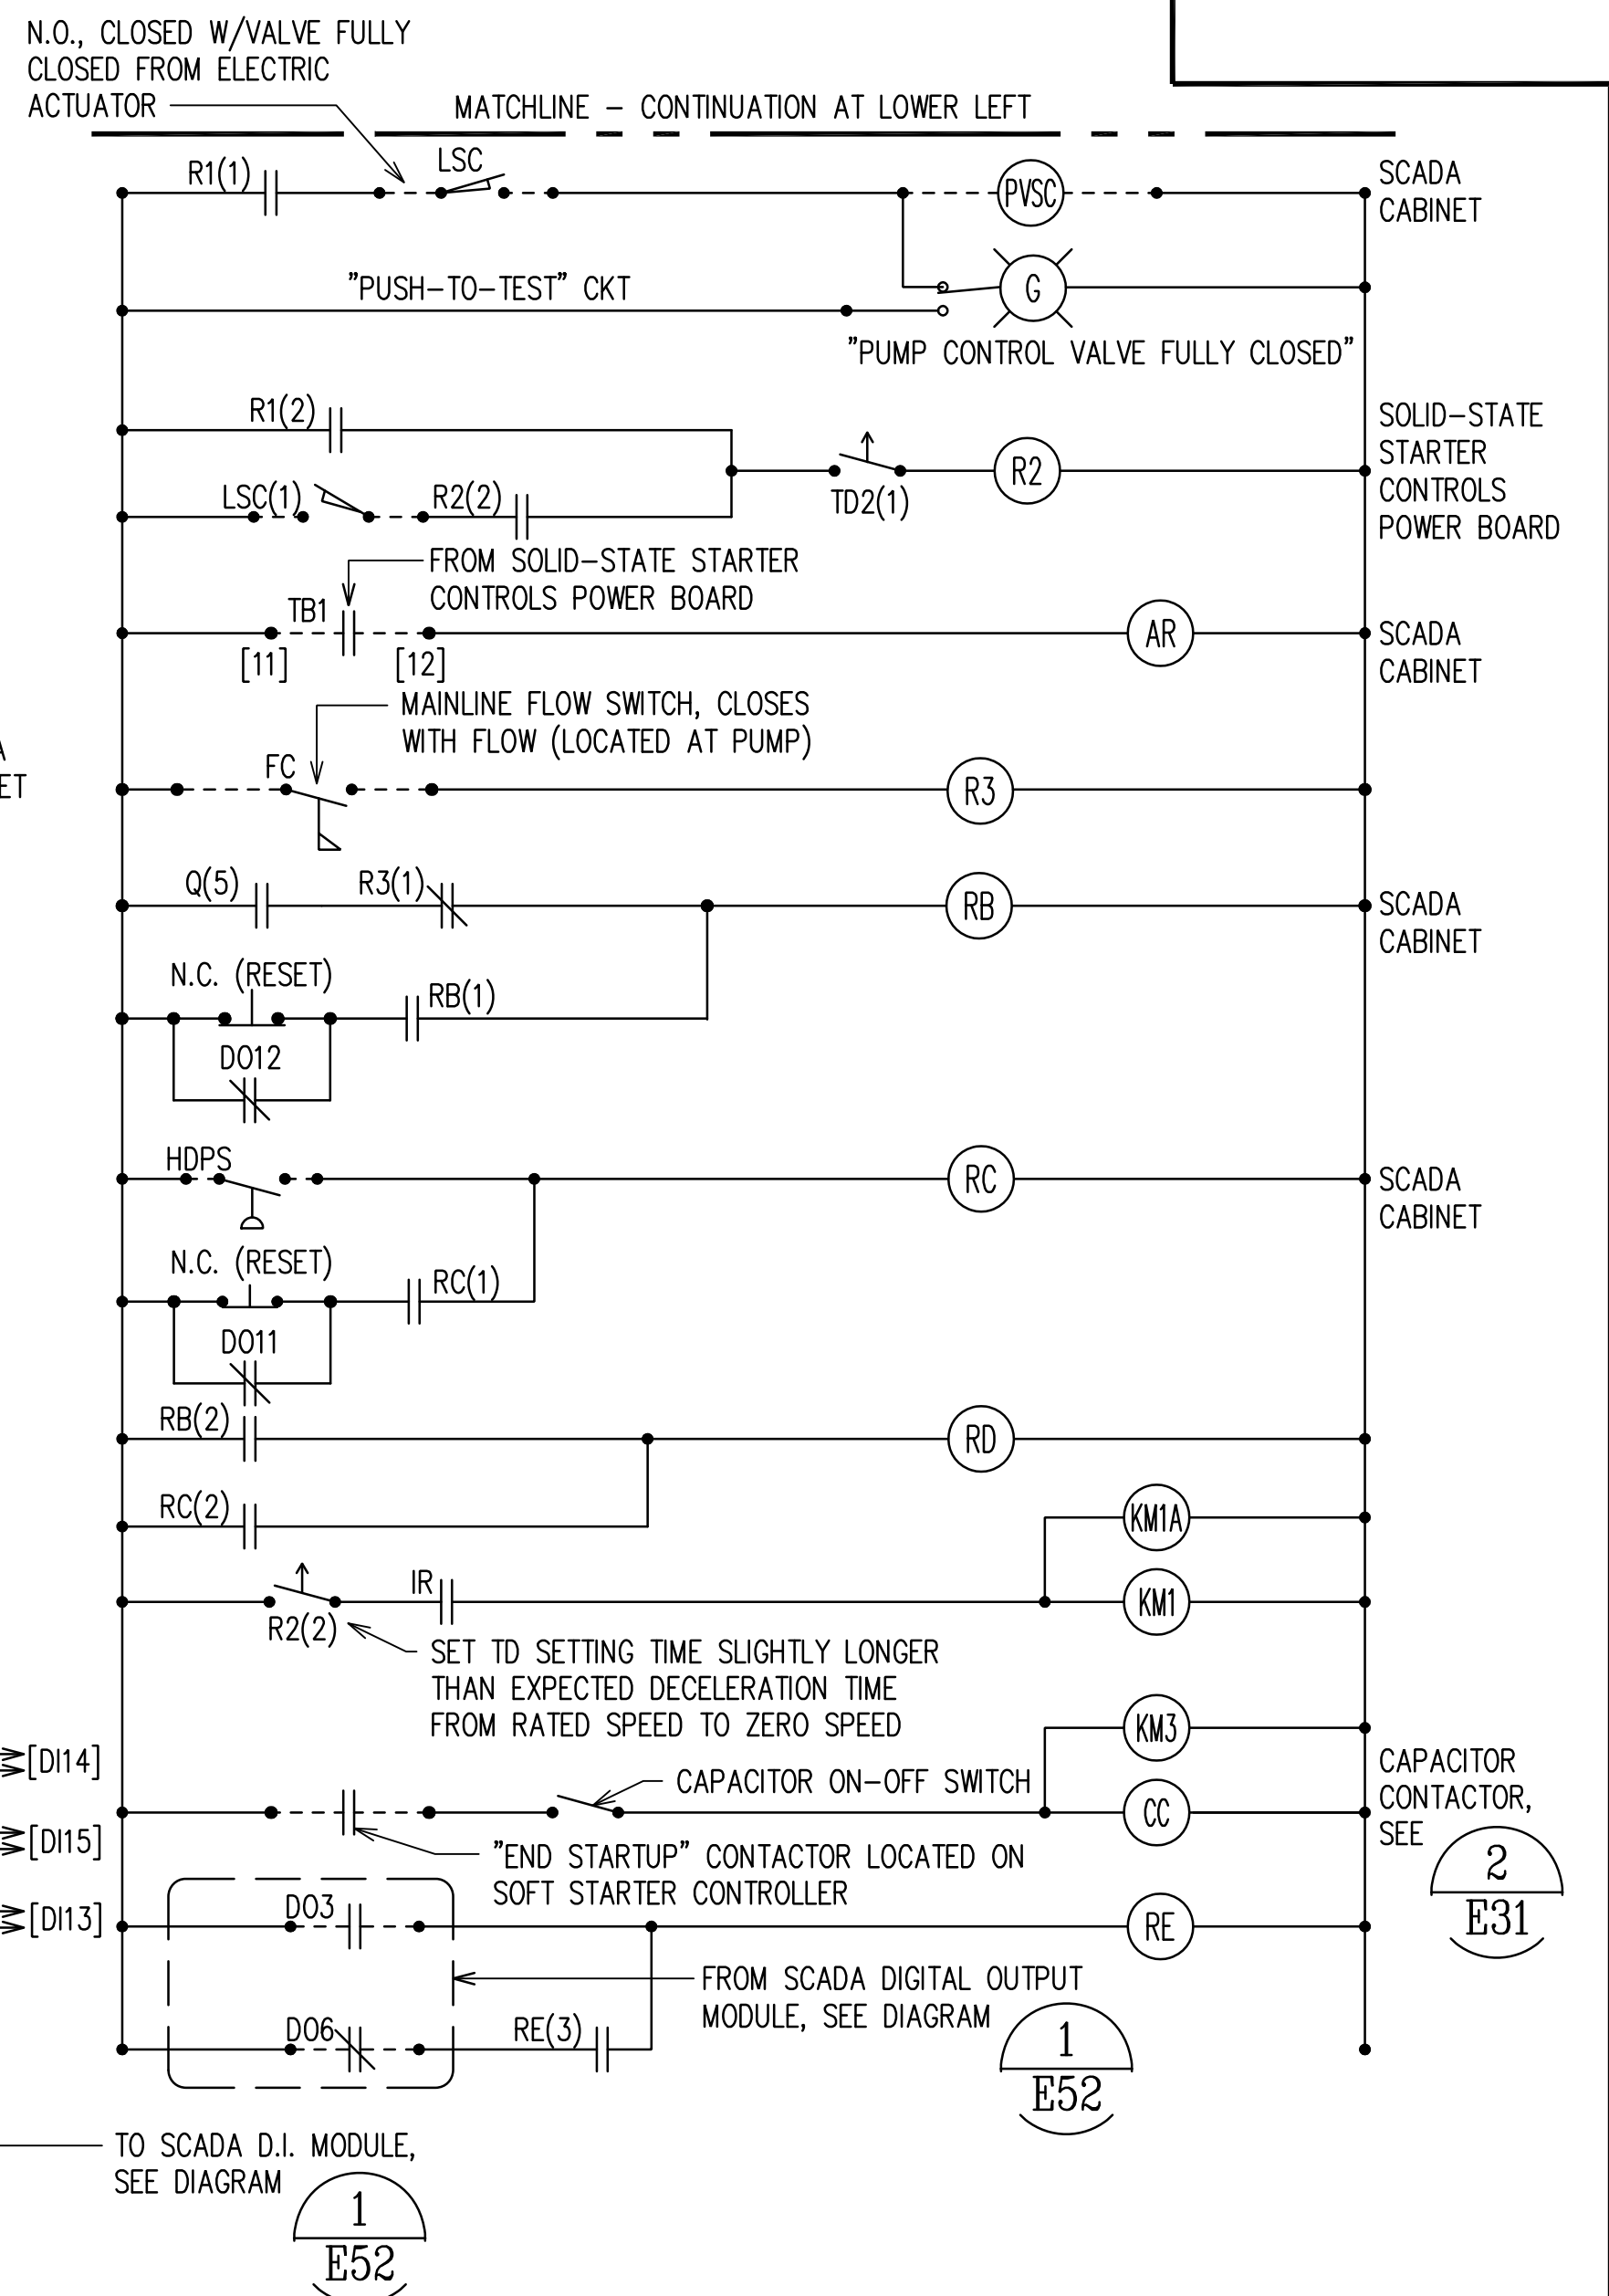 N.O., CLOSED W/VALVE FULLY
CLOSED FROM ELECTRIC
ACTUATOR
MATCHLINE - CONTINUATION AT LOWER LEFT
R1(1)
LSC
PVSC
SCADA
CABINET
"PUSH-TO-TEST" CKT
G
"PUMP CONTROL VALVE FULLY CLOSED"
R1(2)
LSC(1)
R2(2)
TD2(1)
R2
SOLID-STATE
STARTER
CONTROLS
POWER BOARD
FROM SOLID-STATE STARTER
CONTROLS POWER BOARD
TB1
[11]
[12]
AR
SCADA
CABINET
MAINLINE FLOW SWITCH, CLOSES
WITH FLOW (LOCATED AT PUMP)
FC
R3
ET
Q(5)
R3(1)
RB
SCADA
CABINET
N.C. (RESET)
RB(1)
DO12
HDPS
RC
SCADA
CABINET
N.C. (RESET)
RC(1)
DO11
RB(2)
RD
RC(2)
KM1A
IR
KM1
R2(2)
SET TD SETTING TIME SLIGHTLY LONGER
THAN EXPECTED DECELERATION TIME
FROM RATED SPEED TO ZERO SPEED
KM3
[DI14]
CAPACITOR ON-OFF SWITCH
CC
CAPACITOR
CONTACTOR,
SEE
2
E31
[DI15]
"END STARTUP" CONTACTOR LOCATED ON
SOFT STARTER CONTROLLER
[DI13]
DO3
RE
FROM SCADA DIGITAL OUTPUT
MODULE, SEE DIAGRAM
1
E52
DO6
RE(3)
TO SCADA D.I. MODULE,
SEE DIAGRAM
1
E52